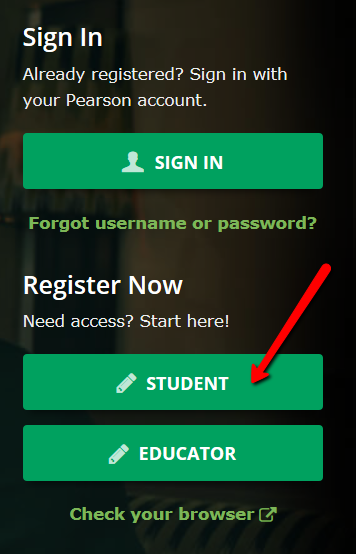 Sign In
Already registered? Sign in with
your Pearson account.
SIGN IN
Forgot username or password?
Register Now
Need access? Start here!
STUDENT
EDUCATOR
Check your browser